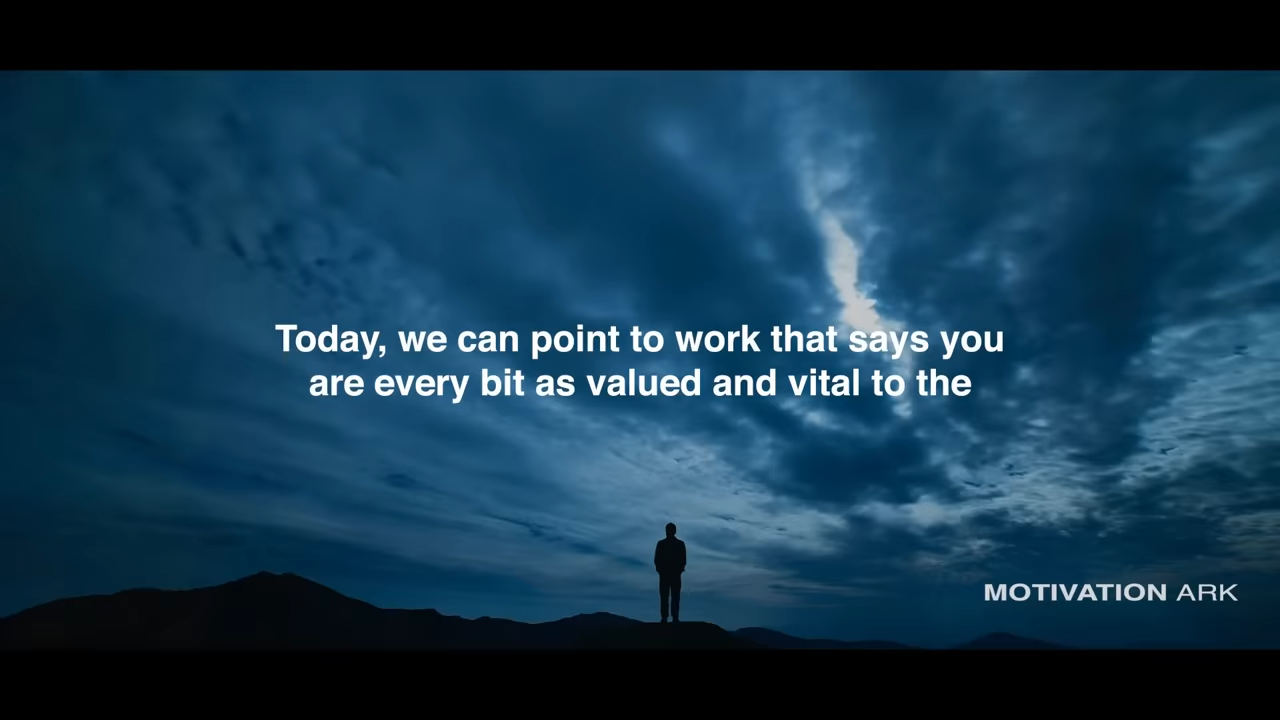 Today, we can point to work that says you
are every bit as valued and vital to the
MOTIVATION ARK